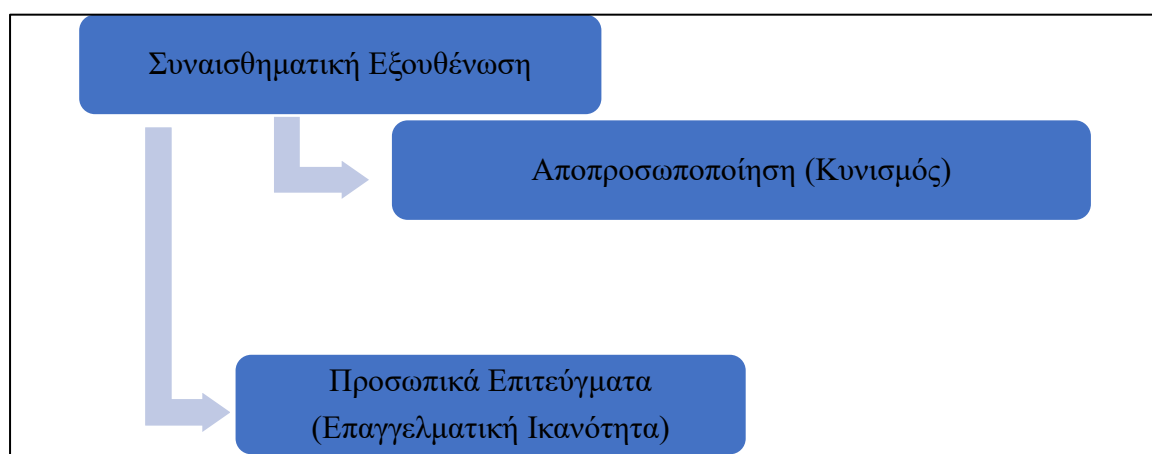 Συναισθηματική Εξουθένωση
Αποπροσωποποίηση (Κυνισμός)
Προσωπικά Επιτεύγματα
(Επαγγελματική Ικανότητα)